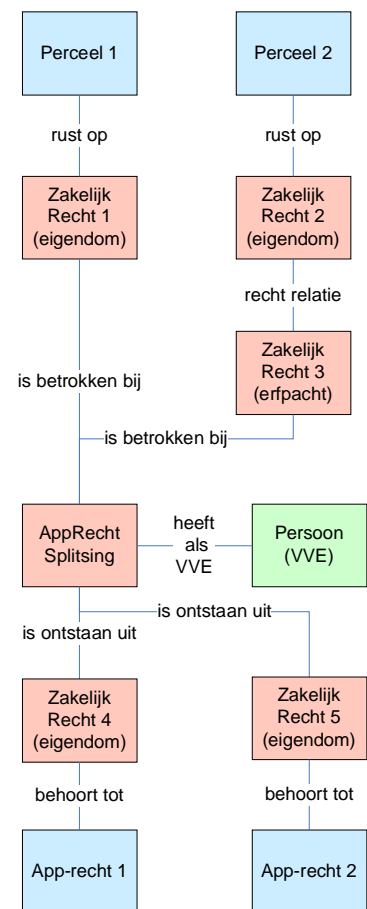 Perceel 1
Perceel 2
rust op
rust op
Zakelijk
Recht 1
(eigendom)
Zakelijk
Recht 2
(eigendom)
recht relatie
Zakelijk
Recht 3
(erfpacht)
is betrokken bij
is betrokken bij
AppRecht
Splitsing
heeft
als
VVE
Persoon
(VVE)
is ontstaan uit
is ontstaan uit
Zakelijk
Recht 4
(eigendom)
Zakelijk
Recht 5
(eigendom)
behoort tot
behoort tot
App-recht 1
App-recht 2